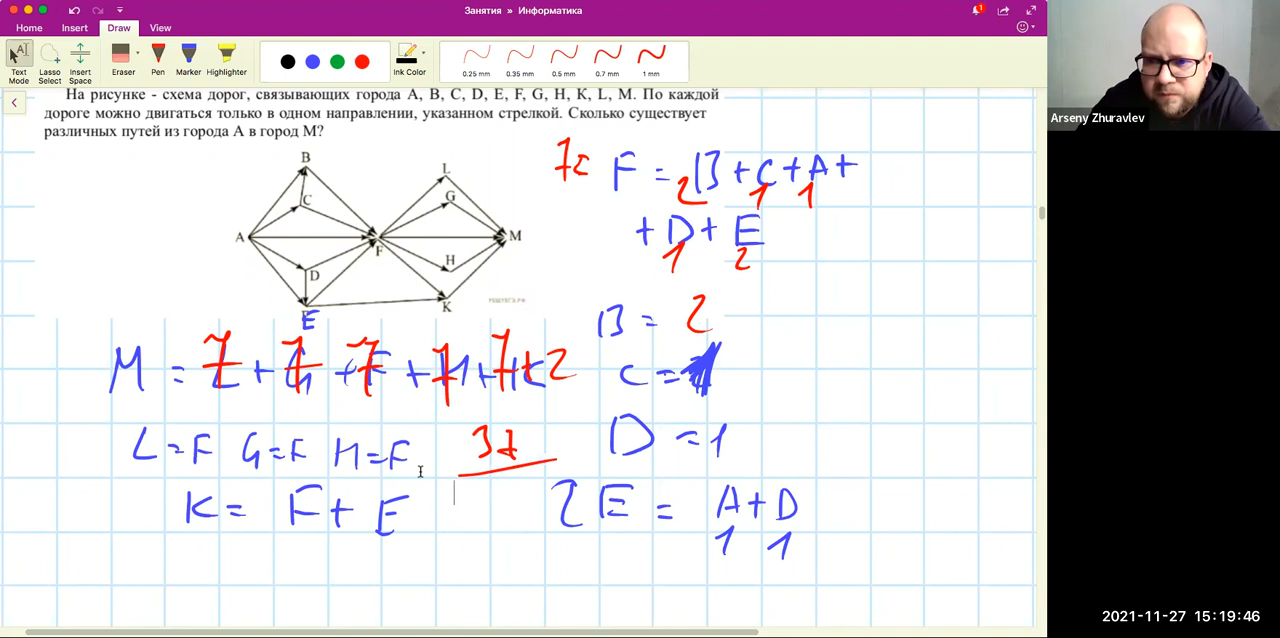 Занятия » Информатика
1
Home Insert Draw View
Text Mode
Lasso Select
Insert Space
Eraser
Pen
Marker
Highlighter
0.25 mm
0.35 mm
0.5 mm
0.7 mm
1 mm
Ink Color
На рисунке - схема дорог, связывающих города A, B, C, D, E, F, G, H, K, L, M. По каждой
дороге можно двигаться только в одном направлении, указанном стрелкой. Сколько существует
различных путей из города A в город M?
B
L
C
G
A
F
M
D
H
E
K
РЕШУЕГЭ.РФ
F = B + C + A +
2 1 1
+ D + E
1 2
B = 2
M = 7 + 7 + 7 + 7 + 7+2
C =
L = F G = F H = F
37
D = 1
K = F + E
2 E = A + D
1 1
Arseny Zhuravlev
2021-11-27 15:19:46